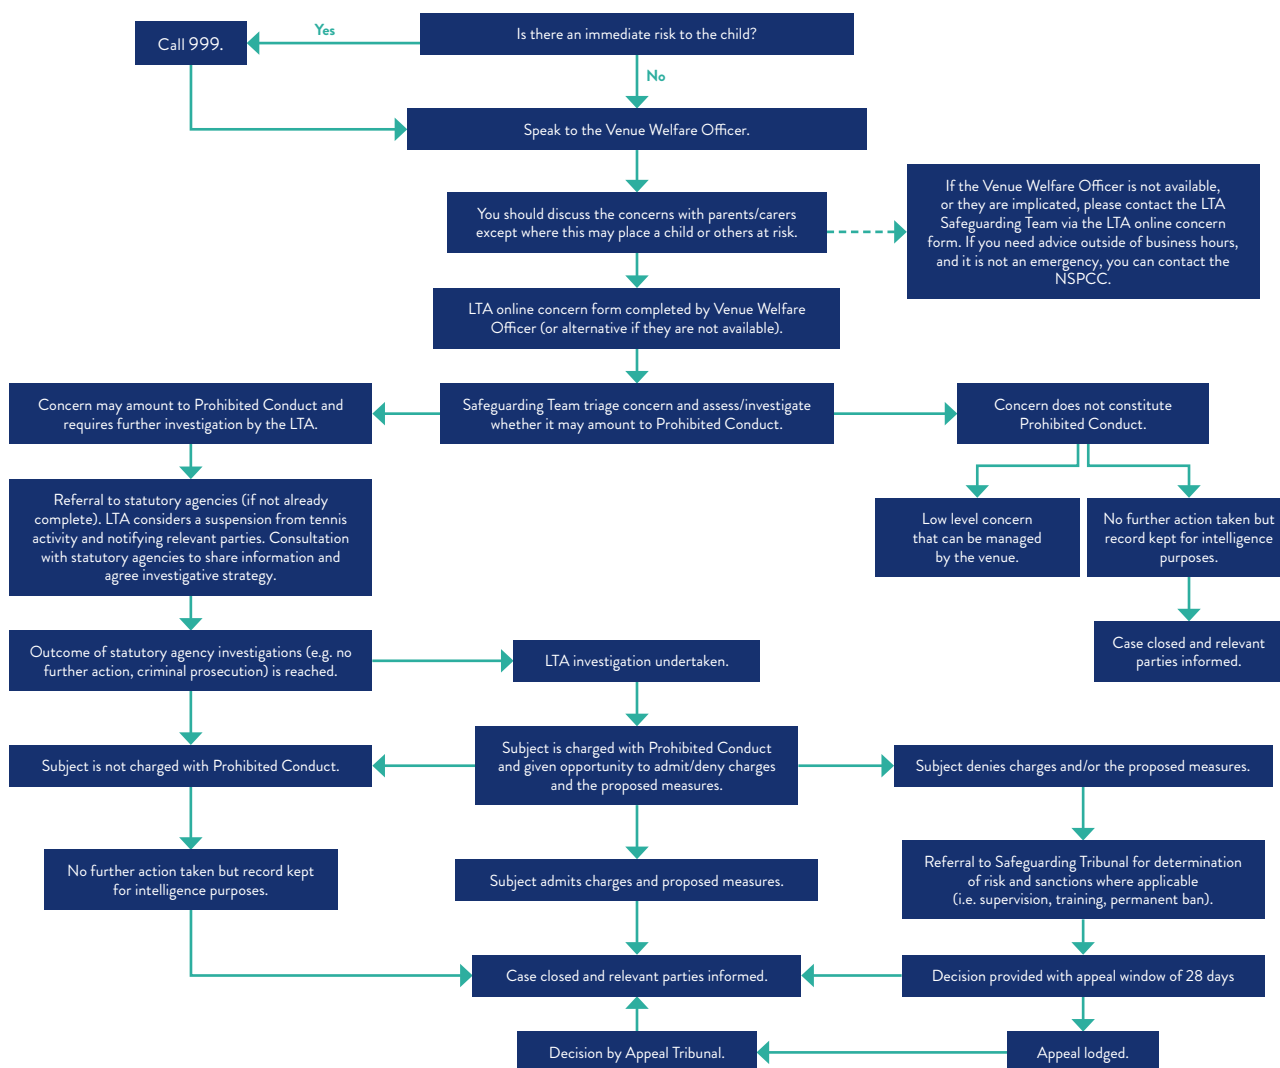 Is there an immediate risk to the child?
Yes
Call 999.
No
Speak to the Venue Welfare Officer.
You should discuss the concerns with parents/carers
except where this may place a child or others at risk.
If the Venue Welfare Officer is not available,
or they are implicated, please contact the LTA
Safeguarding Team via the LTA online concern
form. If you need advice outside of business hours,
and it is not an emergency, you can contact the
NSPCC.
LTA online concern form completed by Venue Welfare
Officer (or alternative if they are not available).
Safeguarding Team triage concern and assess/investigate
whether it may amount to Prohibited Conduct.
Concern may amount to Prohibited Conduct and
requires further investigation by the LTA.
Concern does not constitute
Prohibited Conduct.
Referral to statutory agencies (if not already
complete). LTA considers a suspension from tennis
activity and notifying relevant parties. Consultation
with statutory agencies to share information and
agree investigative strategy.
Low level concern
that can be managed
by the venue.
No further action taken but
record kept for intelligence
purposes.
Case closed and relevant
parties informed.
Outcome of statutory agency investigations (e.g. no
further action, criminal prosecution) is reached.
LTA investigation undertaken.
Subject is not charged with Prohibited Conduct.
Subject is charged with Prohibited Conduct
and given opportunity to admit/deny charges
and the proposed measures.
Subject denies charges and/or the proposed measures.
No further action taken but record kept
for intelligence purposes.
Subject admits charges and proposed measures.
Referral to Safeguarding Tribunal for determination
of risk and sanctions where applicable
(i.e. supervision, training, permanent ban).
Case closed and relevant parties informed.
Decision provided with appeal window of 28 days
Decision by Appeal Tribunal.
Appeal lodged.